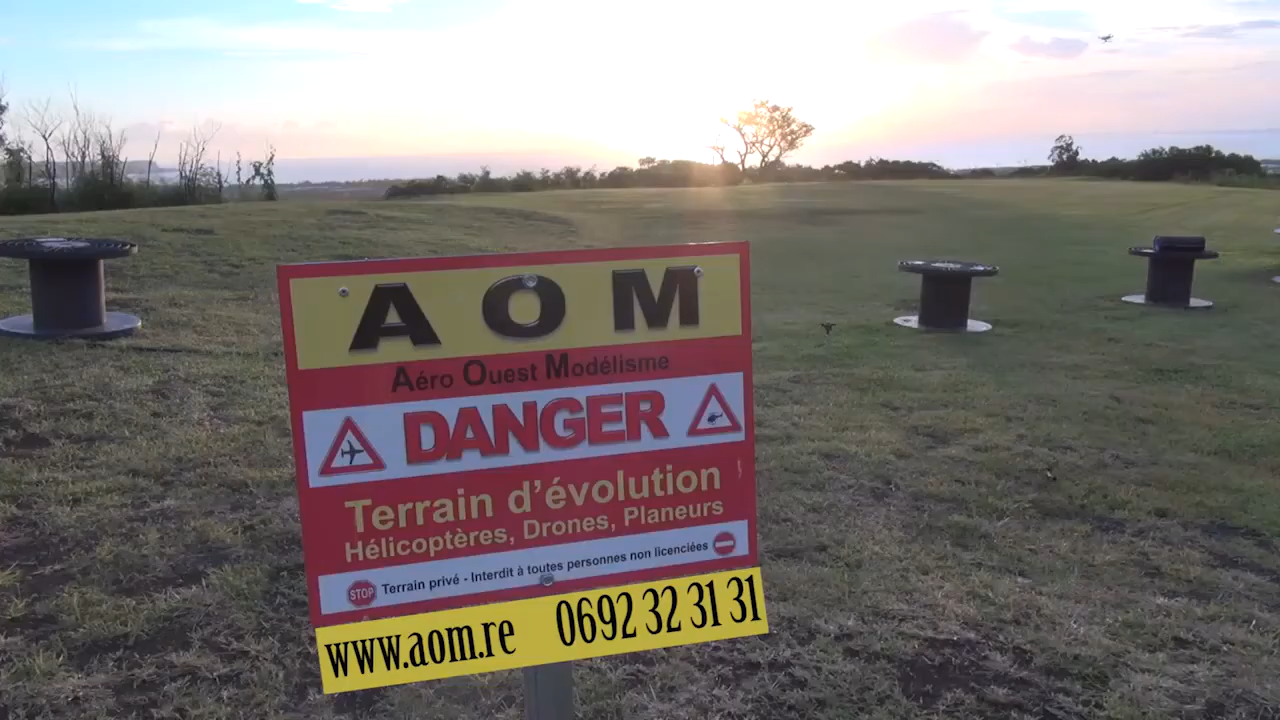 A O M
Aéro Ouest Modélisme
DANGER
Terrain d'évolution
Hélicoptères, Drones, Planeurs
STOP Terrain privé - Interdit à toutes personnes non licenciées
www.aom.re 0692 32 31 31